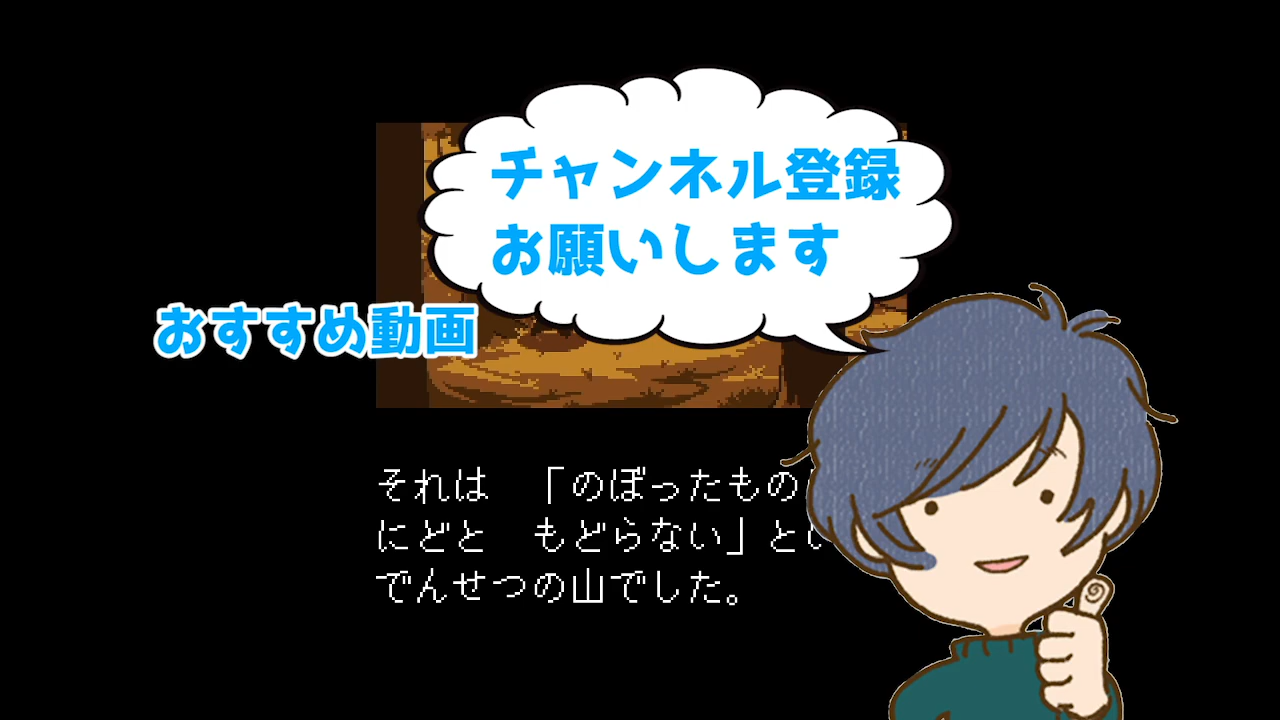 チャンネル登録
お願いします
おすすめ動画
それは　「のぼったもの
にどと　もどらない」とい
でんせつの山でした。